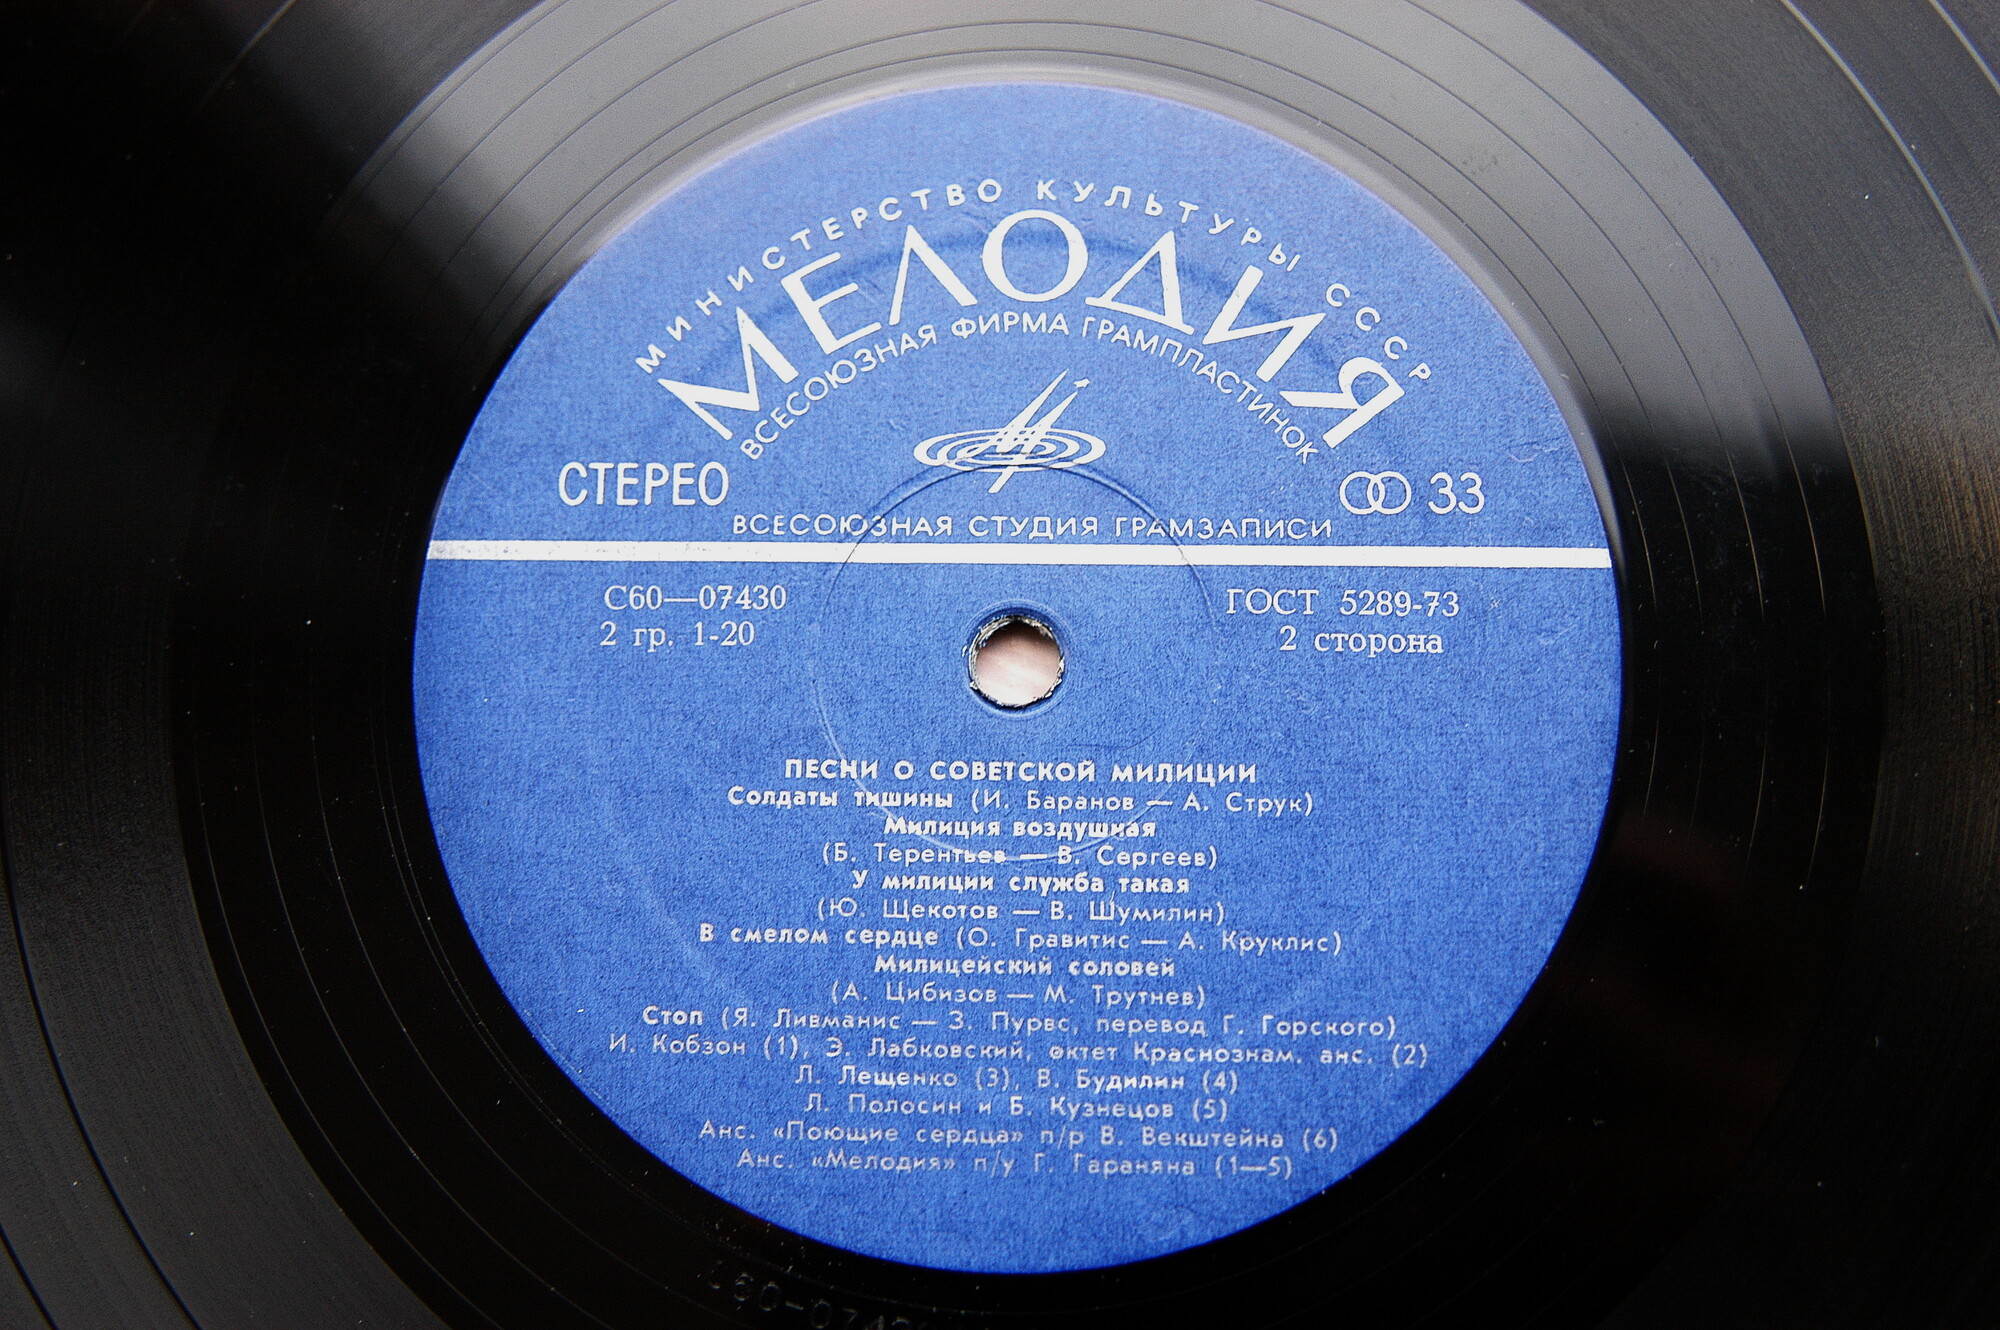 МИНИСТЕРСТВО КУЛЬТУРЫ СССР
МЕЛОДИЯ
ВСЕСОЮЗНАЯ ФИРМА ГРАМПЛАСТИНОК
СТЕРЕО
33
ВСЕСОЮЗНАЯ СТУДИЯ ГРАМЗАПИСИ
С60—07430
ГОСТ 5289-73
2 гр. 1-20
2 сторона
ПЕСНИ О СОВЕТСКОЙ МИЛИЦИИ
Солдаты тишины (И. Баранов — А. Струк)
Милиция воздушная
(Б. Терентьев — В. Сергеев)
У милиции служба такая
(Ю. Щекотов — В. Шумилин)
В смелом сердце (О. Гравитис — А. Круклис)
Милицейский соловей
(А. Цибизов — М. Трутнев)
Стоп (Я. Ливманис — З. Пурвс, перевод Г. Горского)
И. Кобзон (1), Э. Лабковский, октет Краснознам. анс. (2)
Л. Лещенко (3), В. Будилин (4)
Л. Полосин и Б. Кузнецов (5)
Анс. «Поющие сердца» п/р В. Векштейна (6)
Анс. «Мелодия» п/у Г. Гараняна (1—5)